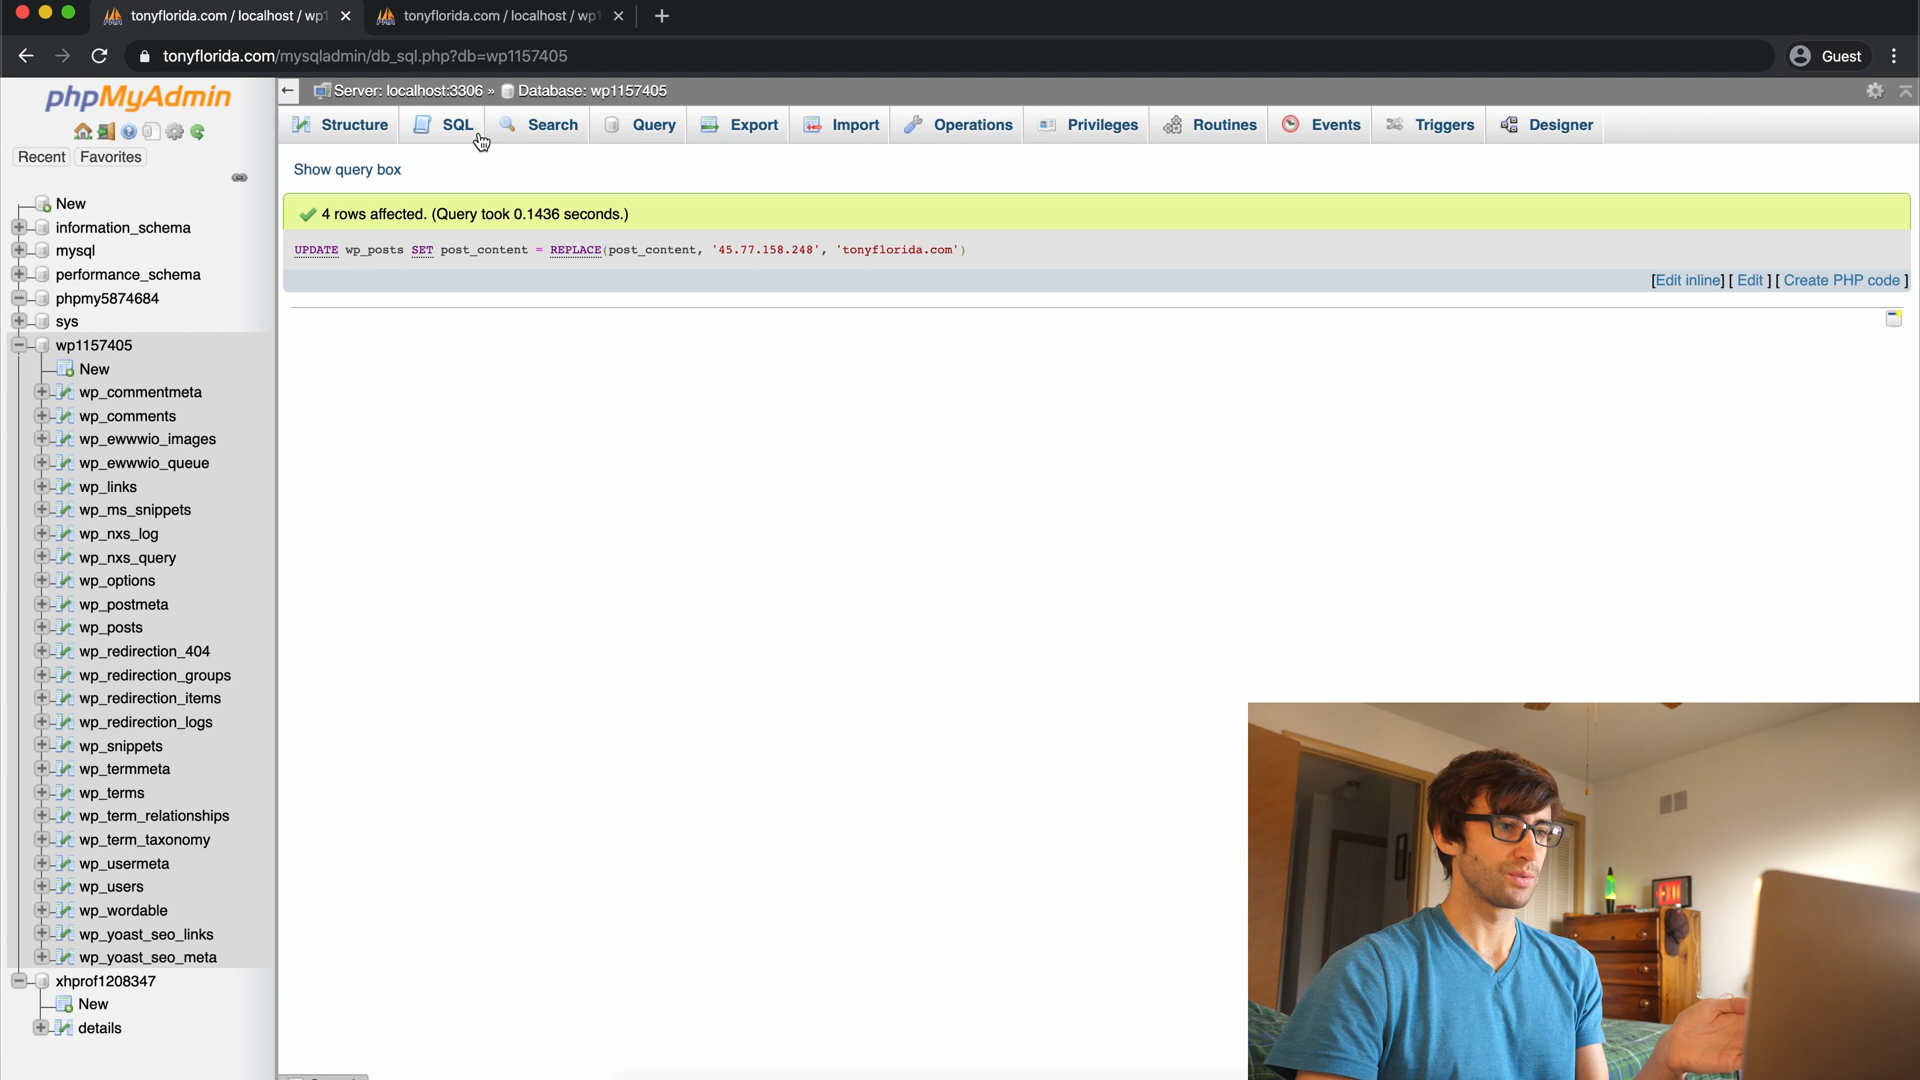 tonyflorida.com / localhost / wp1
tonyflorida.com / localhost / wp1
tonyflorida.com/mysqladmin/db_sql.php?db=wp1157405
Guest
phpMyAdmin
Recent
Favorites
New
information_schema
mysql
performance_schema
phpmy5874684
sys
wp1157405
New
wp_commentmeta
wp_comments
wp_ewwwio_images
wp_ewwwio_queue
wp_links
wp_ms_snippets
wp_nxs_log
wp_nxs_query
wp_options
wp_postmeta
wp_posts
wp_redirection_404
wp_redirection_groups
wp_redirection_items
wp_redirection_logs
wp_snippets
wp_termmeta
wp_terms
wp_term_relationships
wp_term_taxonomy
wp_usermeta
wp_users
wp_wordable
wp_yoast_seo_links
wp_yoast_seo_meta
xhprof1208347
New
details
Server: localhost:3306 » Database: wp1157405
Structure SQL Search Query Export Import Operations Privileges Routines Events Triggers Designer
Show query box
4 rows affected. (Query took 0.1436 seconds.)
UPDATE wp_posts SET post_content = REPLACE(post_content, '45.77.158.248', 'tonyflorida.com')
[Edit inline] [ Edit ] [ Create PHP code ]